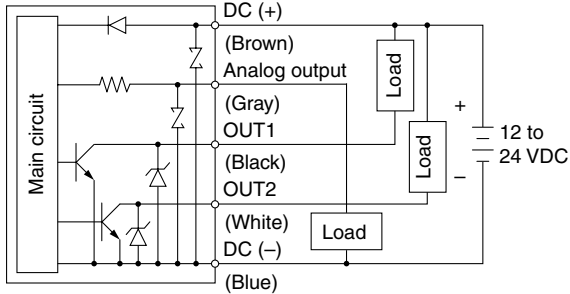 DC (+)
(Brown)
Analog output
(Gray)
OUT1
(Black)
OUT2
(White)
DC (–)
(Blue)
Main circuit
Load
Load
Load
+
–
12 to
24 VDC